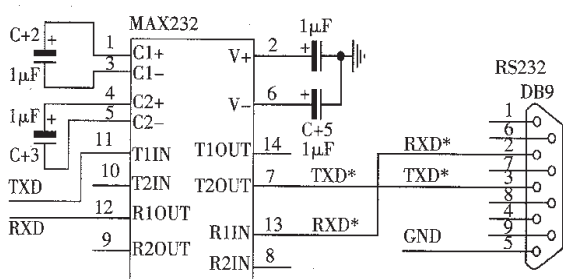 MAX232
C+2
+
1μF
1
3
C1+
C1-
1μF
+
C+3
4
5
C2+
C2-
TXD
11
T1IN
10
T2IN
RXD
12
R1OUT
9
R2OUT
V+
2
+
1μF
V-
6
+
C+5
1μF
T1OUT
14
T2OUT
7
TXD*
TXD*
R1IN
13
RXD*
RXD*
R2IN
8
GND
RS232
DB9
1
6
2
7
3
8
4
9
5